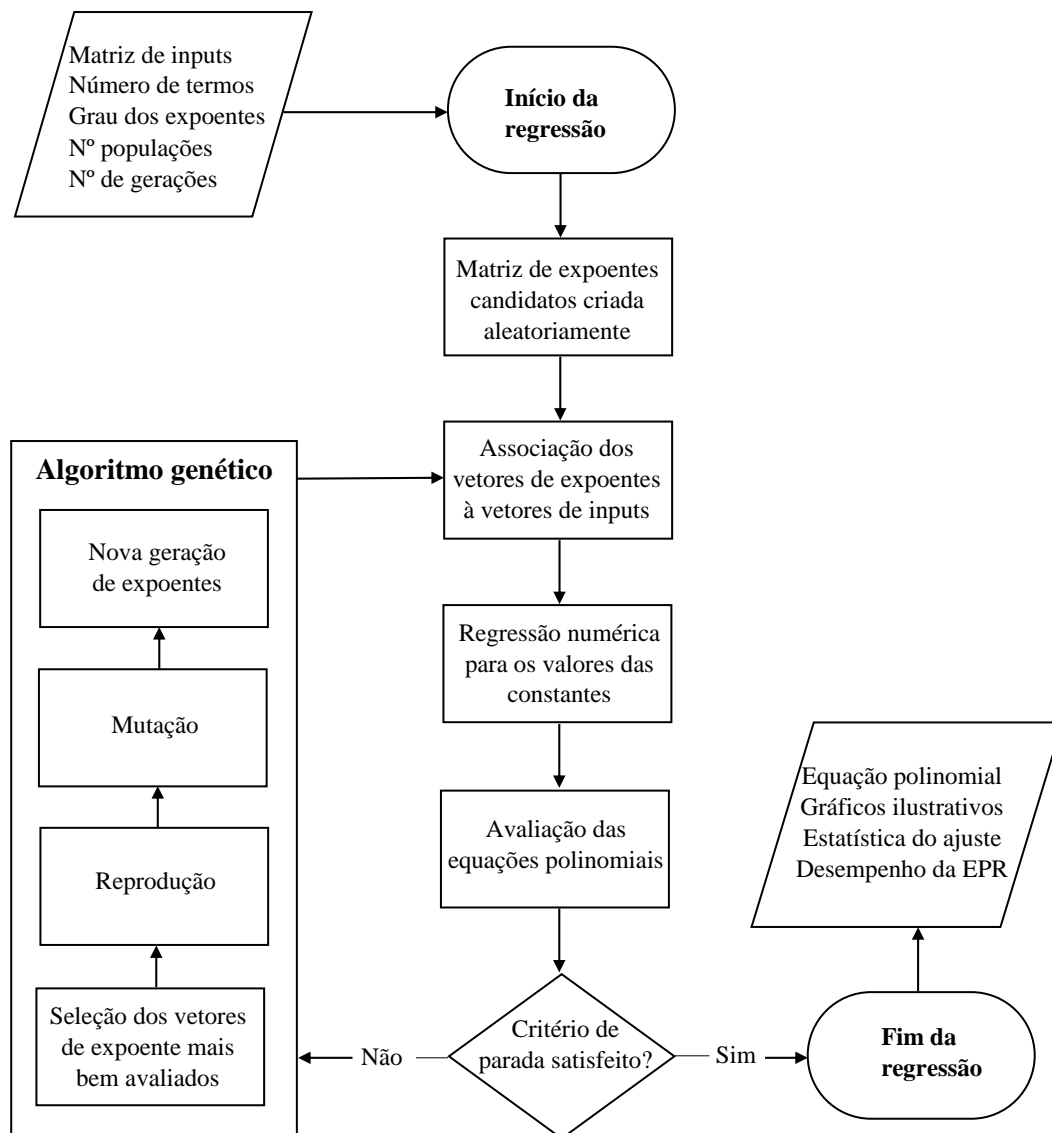 Matriz de inputs
Número de termos
Grau dos expoentes
Nº populações
Nº de gerações
Início da
regressão
Matriz de expoentes
candidatos criada
aleatoriamente
Associação dos
vetores de expoentes
à vetores de inputs
Regressão numérica
para os valores das
constantes
Avaliação das
equações polinomiais
Critério de
parada satisfeito?
Não
Sim
Algoritmo genético
Nova geração
de expoentes
Mutação
Reprodução
Seleção dos vetores
de expoente mais
bem avaliados
Fim da
regressão
Equação polinomial
Gráficos ilustrativos
Estatística do ajuste
Desempenho da EPR